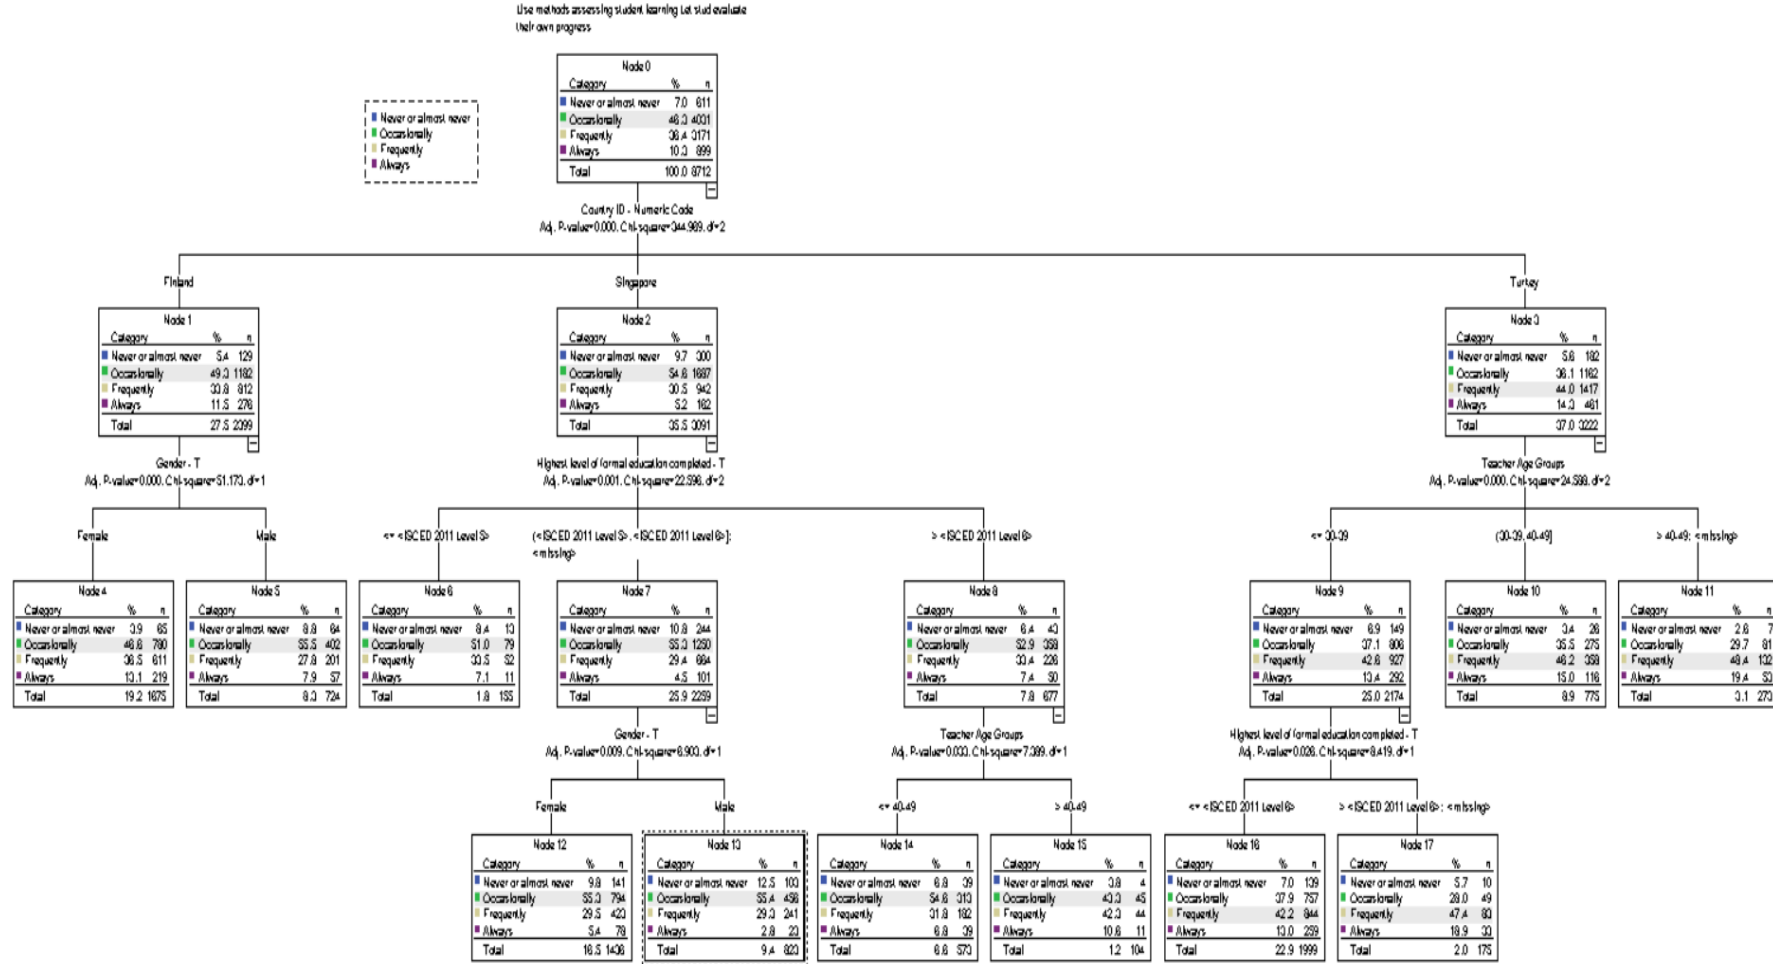 Use methods assessing student learning Let stud evaluate
their own progress
Node 0
Category % n
Never or almost never 7.0 611
Occasionally 46.3 4031
Frequently 36.4 3171
Always 10.3 899
Total 100.0 8712
Never or almost never
Occasionally
Frequently
Always
Country ID - Numeric Code
Adj. P-value=0.000, Chi-square=344.969, df=2
Finland
Singapore
Turkey
Node 1
Category % n
Never or almost never 5.4 129
Occasionally 49.3 1182
Frequently 33.8 812
Always 11.5 276
Total 27.5 2399
Node 2
Category % n
Never or almost never 9.7 300
Occasionally 54.6 1687
Frequently 30.5 942
Always 5.2 162
Total 35.5 3091
Node 3
Category % n
Never or almost never 5.6 182
Occasionally 36.1 1162
Frequently 44.0 1417
Always 14.3 461
Total 37.0 3222
Gender - T
Adj. P-value=0.000, Chi-square=51.173, df=1
Highest level of formal education completed - T
Adj. P-value=0.001, Chi-square=22.596, df=2
Teacher Age Groups
Adj. P-value=0.000, Chi-square=24.588, df=2
Female
Male
<= <ISCED 2011 Level 5>
(<ISCED 2011 Level 5>, <ISCED 2011 Level 6>];
<missing>
> <ISCED 2011 Level 6>
<= 30-39
(30-39, 40-49]
> 40-49; <missing>
Node 4
Category % n
Never or almost never 3.9 65
Occasionally 46.6 780
Frequently 36.5 611
Always 13.1 219
Total 19.2 1675
Node 5
Category % n
Never or almost never 8.8 64
Occasionally 55.5 402
Frequently 27.8 201
Always 7.9 57
Total 8.3 724
Node 6
Category % n
Never or almost never 8.4 13
Occasionally 51.0 79
Frequently 33.5 52
Always 7.1 11
Total 1.8 155
Node 7
Category % n
Never or almost never 10.8 244
Occasionally 55.3 1250
Frequently 29.4 664
Always 4.5 101
Total 25.9 2259
Node 8
Category % n
Never or almost never 6.4 43
Occasionally 52.9 358
Frequently 33.4 226
Always 7.4 50
Total 7.8 677
Node 9
Category % n
Never or almost never 6.9 149
Occasionally 37.1 806
Frequently 42.6 927
Always 13.4 292
Total 25.0 2174
Node 10
Category % n
Never or almost never 3.4 26
Occasionally 35.5 275
Frequently 46.2 358
Always 15.0 116
Total 8.9 775
Node 11
Category % n
Never or almost never 2.6 7
Occasionally 29.7 81
Frequently 48.4 132
Always 19.4 53
Total 3.1 273
Gender - T
Adj. P-value=0.009, Chi-square=6.903, df=1
Teacher Age Groups
Adj. P-value=0.033, Chi-square=7.389, df=1
Highest level of formal education completed - T
Adj. P-value=0.026, Chi-square=8.419, df=1
Female
Male
<= 40-49
> 40-49
<= <ISCED 2011 Level 6>
> <ISCED 2011 Level 6>; <missing>
Node 12
Category % n
Never or almost never 9.8 141
Occasionally 55.3 794
Frequently 29.5 423
Always 5.4 78
Total 16.5 1436
Node 13
Category % n
Never or almost never 12.5 103
Occasionally 55.4 456
Frequently 29.3 241
Always 2.8 23
Total 9.4 823
Node 14
Category % n
Never or almost never 6.8 39
Occasionally 54.6 313
Frequently 31.8 182
Always 6.8 39
Total 6.6 573
Node 15
Category % n
Never or almost never 3.8 4
Occasionally 43.3 45
Frequently 42.3 44
Always 10.6 11
Total 1.2 104
Node 16
Category % n
Never or almost never 7.0 139
Occasionally 37.9 757
Frequently 42.2 844
Always 13.0 259
Total 22.9 1999
Node 17
Category % n
Never or almost never 5.7 10
Occasionally 28.0 49
Frequently 47.4 83
Always 18.9 33
Total 2.0 175